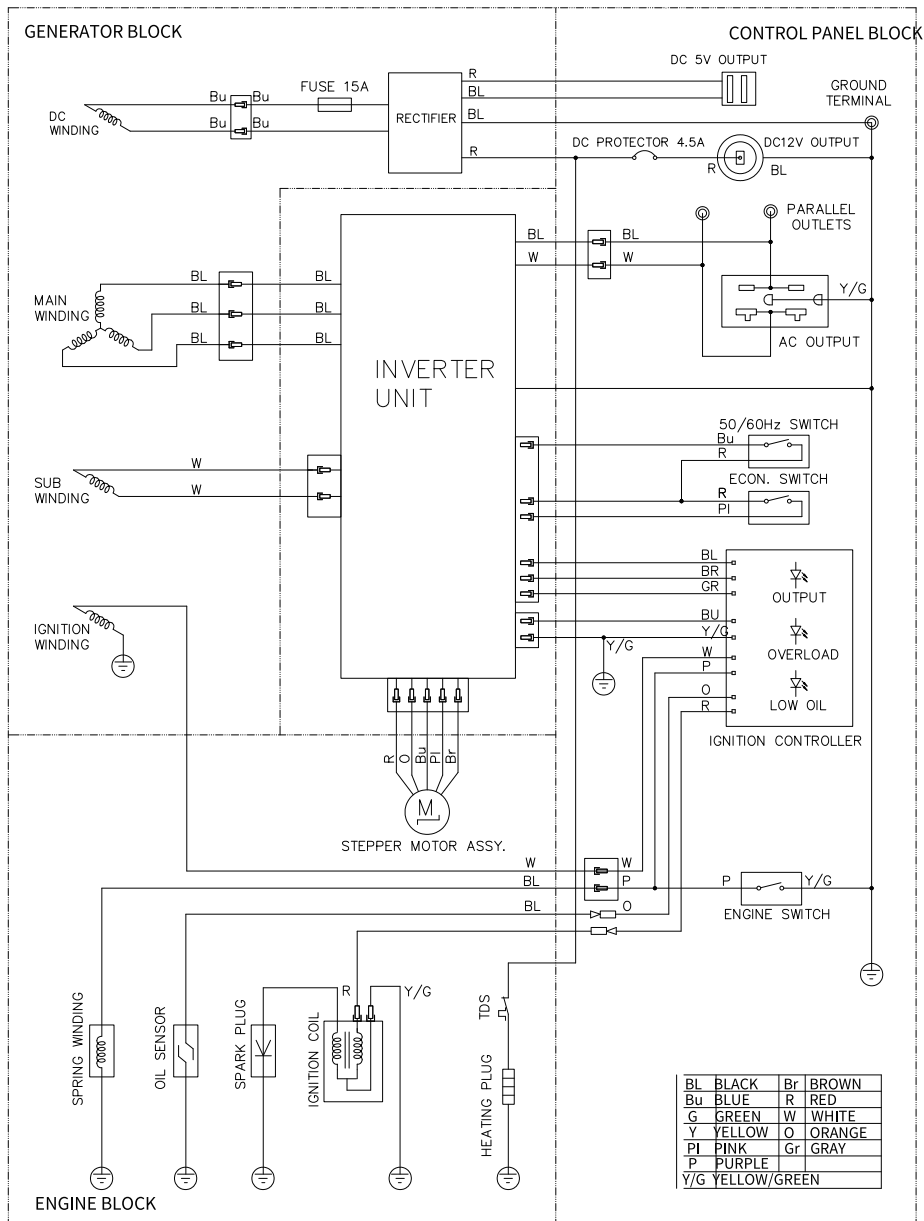 GENERATOR BLOCK
CONTROL PANEL BLOCK
DC 5V OUTPUT
R
BL
Bu
Bu
FUSE 15A
GROUND
TERMINAL
DC
WINDING
Bu
Bu
RECTIFIER
BL
DC PROTECTOR 4.5A
DC12V OUTPUT
R
R
BL
PARALLEL
OUTLETS
BL
BL
W
W
Y/G
AC OUTPUT
MAIN
WINDING
BL
BL
BL
BL
BL
BL
INVERTER
UNIT
50/60Hz SWITCH
Bu
R
ECON. SWITCH
R
PI
SUB
WINDING
W
W
BL
BR
GR
OUTPUT
BU
Y/G
Y/G
OVERLOAD
W
P
O
R
LOW OIL
IGNITION CONTROLLER
IGNITION
WINDING
R
O
Bu
PI
Br
M
STEPPER MOTOR ASSY.
W
W
BL
P
P
Y/G
ENGINE SWITCH
BL
O
SPRING WINDING
OIL SENSOR
SPARK PLUG
R
Y/G
IGNITION COIL
TDS
HEATING PLUG
BL BLACK Br BROWN
Bu BLUE R RED
G GREEN W WHITE
Y YELLOW O ORANGE
PI PINK Gr GRAY
P PURPLE
Y/G YELLOW/GREEN
ENGINE BLOCK